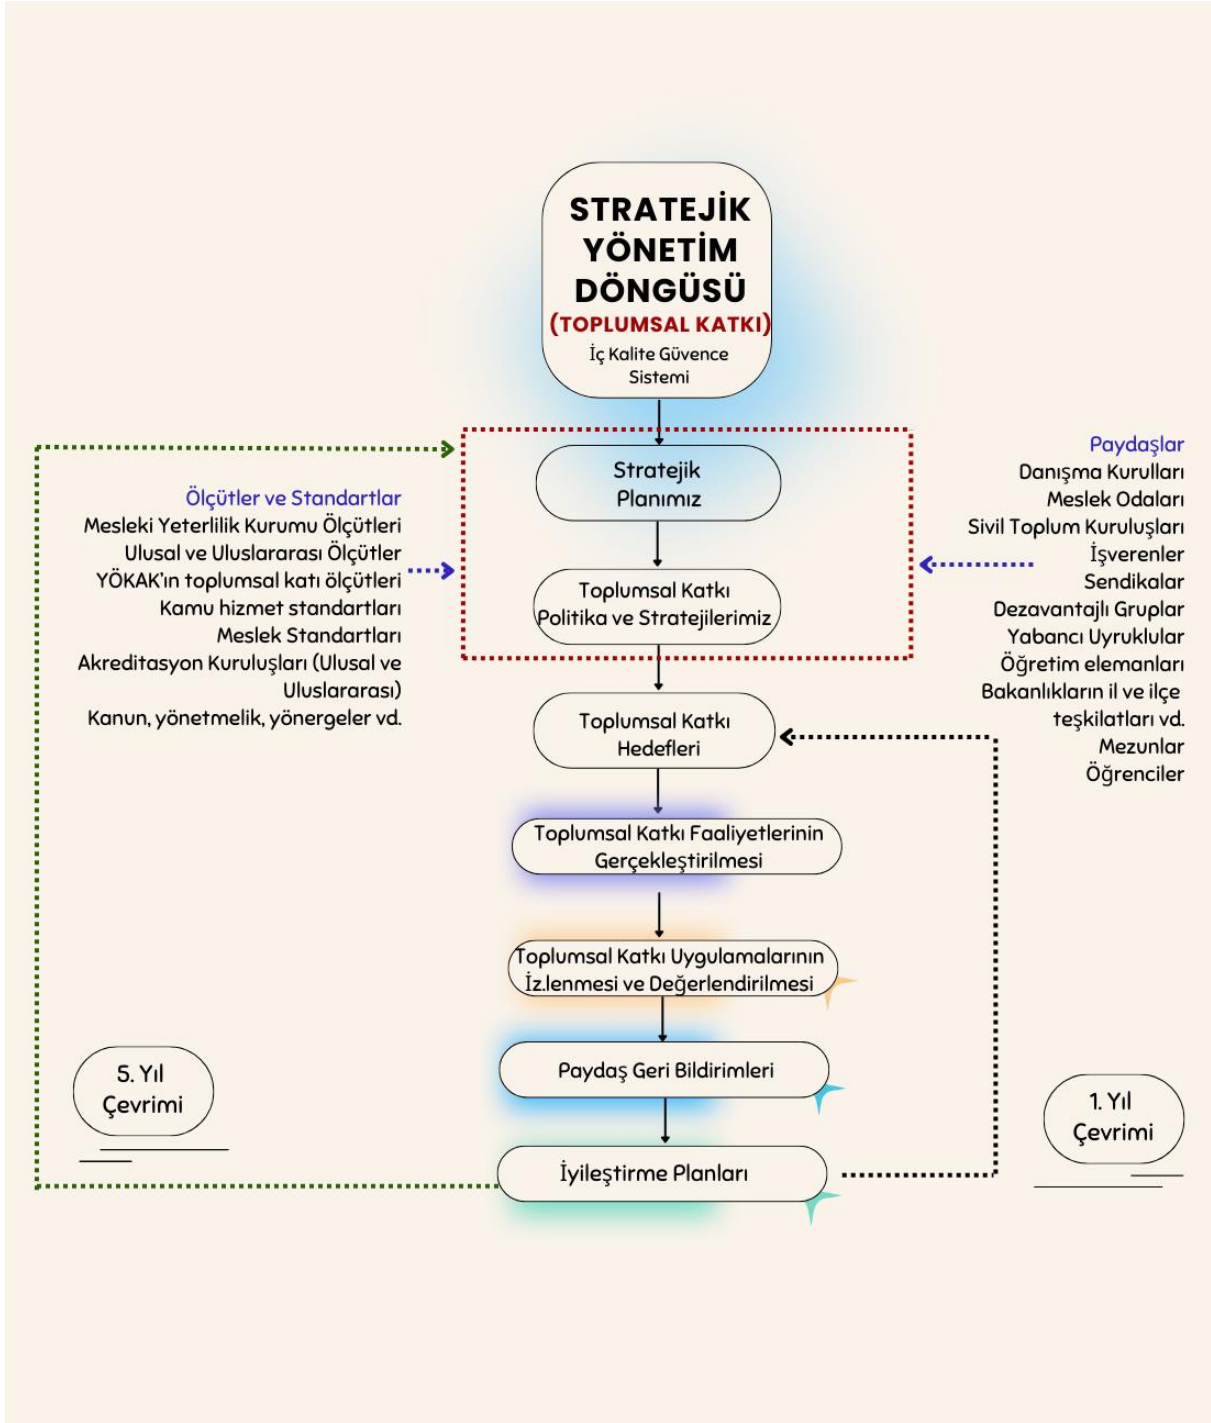 STRATEJİK
YÖNETİM
DÖNGÜSÜ
(TOPLUMSAL KATKI)
İç Kalite Güvence
Sistemi
Stratejik
Planımız
Toplumsal Katkı
Politika ve Stratejilerimiz
Toplumsal Katkı
Hedefleri
Toplumsal Katkı Faaliyetlerinin
Gerçekleştirilmesi
Toplumsal Katkı Uygulamalarının
İz.lenmesi ve Değerlendirilmesi
Paydaş Geri Bildirimleri
İyileştirme Planları
Ölçütler ve Standartlar
Mesleki Yeterlilik Kurumu Ölçütleri
Ulusal ve Uluslararası Ölçütler
YÖKAK'ın toplumsal katı ölçütleri
Kamu hizmet standartları
Meslek Standartları
Akreditasyon Kuruluşları (Ulusal ve
Uluslararası)
Kanun, yönetmelik, yönergeler vd.
Paydaşlar
Danışma Kurulları
Meslek Odaları
Sivil Toplum Kuruluşları
İşverenler
Sendikalar
Dezavantajlı Gruplar
Yabancı Uyruklular
Öğretim elemanları
Bakanlıkların il ve ilçe
teşkilatları vd.
Mezunlar
Öğrenciler
5. Yıl
Çevrimi
1. Yıl
Çevrimi